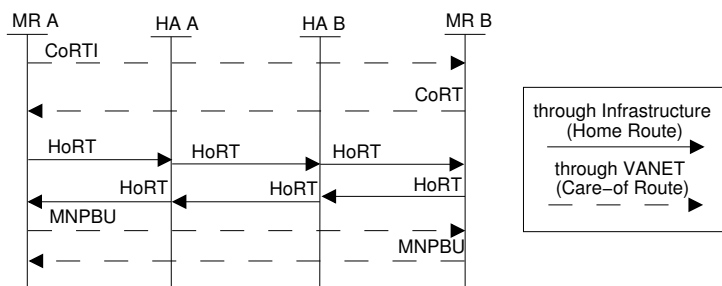 MR A
HA A
HA B
MR B
CoRTI
CoRT
HoRT
HoRT
HoRT
HoRT
HoRT
HoRT
MNPBU
MNPBU
through Infrastructure
(Home Route)
through VANET
(Care−of Route)